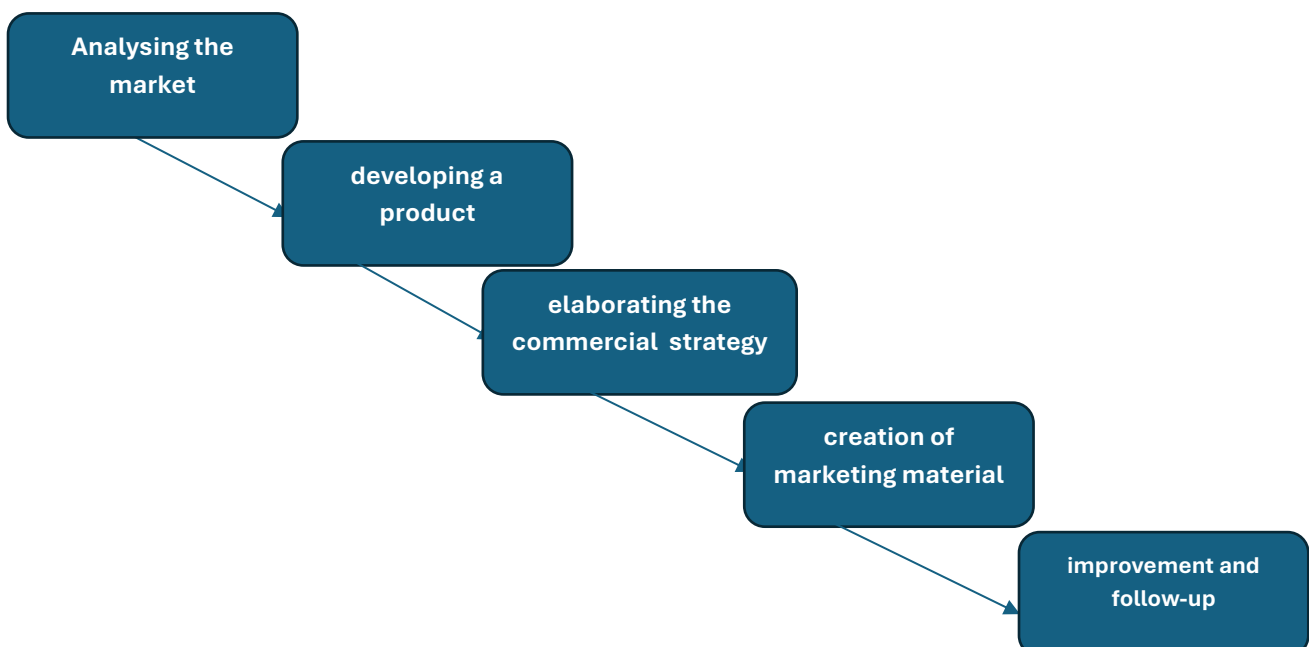 Analysing the
market
developing a
product
elaborating the
commercial  strategy
creation of
marketing material
improvement and
follow-up